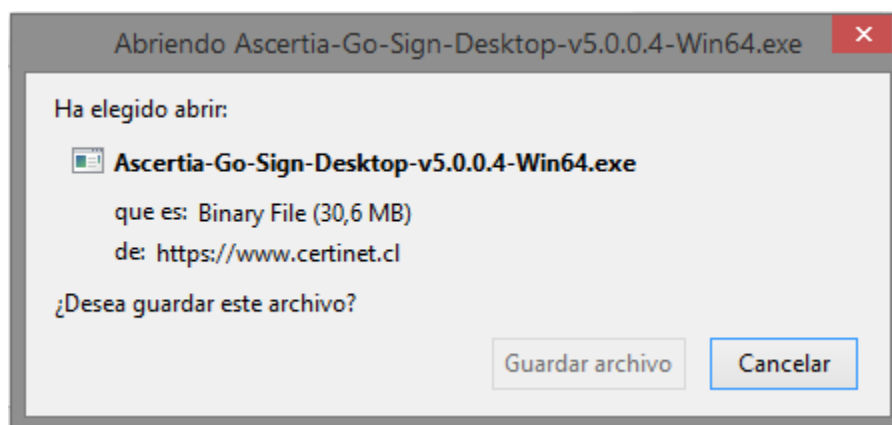 Abriendo Ascertia-Go-Sign-Desktop-v5.0.0.4-Win64.exe
Ha elegido abrir:
Ascertia-Go-Sign-Desktop-v5.0.0.4-Win64.exe
que es: Binary File (30,6 MB)
de: https://www.certinet.cl
¿Desea guardar este archivo?
Guardar archivo Cancelar